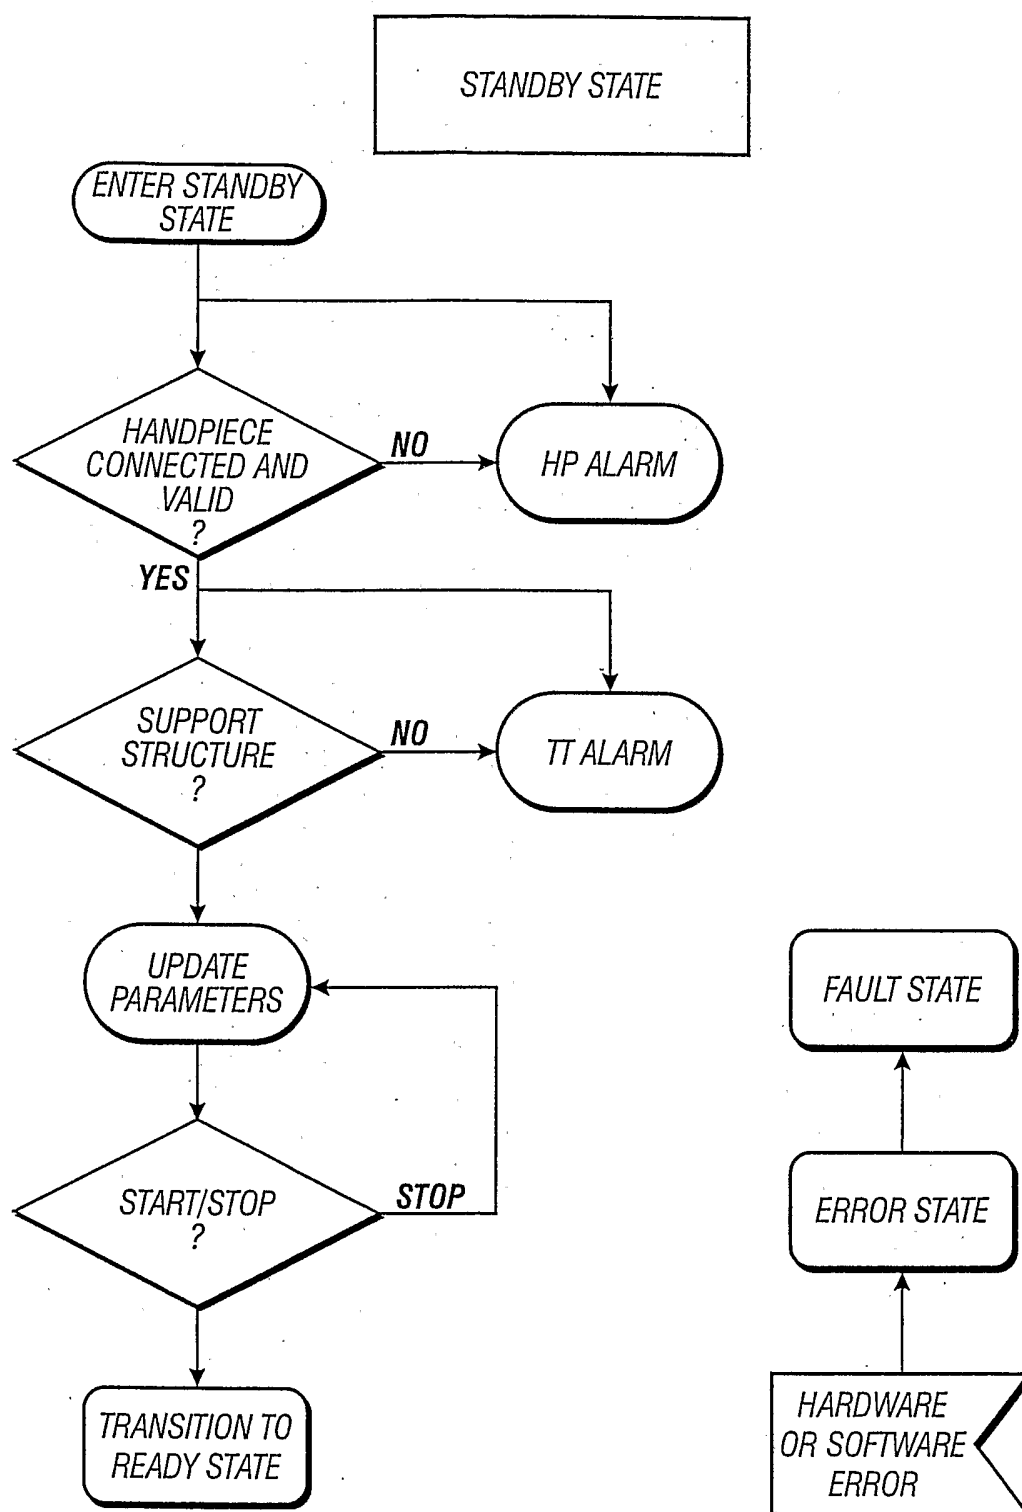 STANDBY STATE
ENTER STANDBY
STATE
HANDPIECE
CONNECTED AND
VALID
?
NO
HP ALARM
YES
SUPPORT
STRUCTURE
?
NO
TT ALARM
UPDATE
PARAMETERS
START/STOP
?
STOP
TRANSITION TO
READY STATE
FAULT STATE
ERROR STATE
HARDWARE
OR SOFTWARE
ERROR